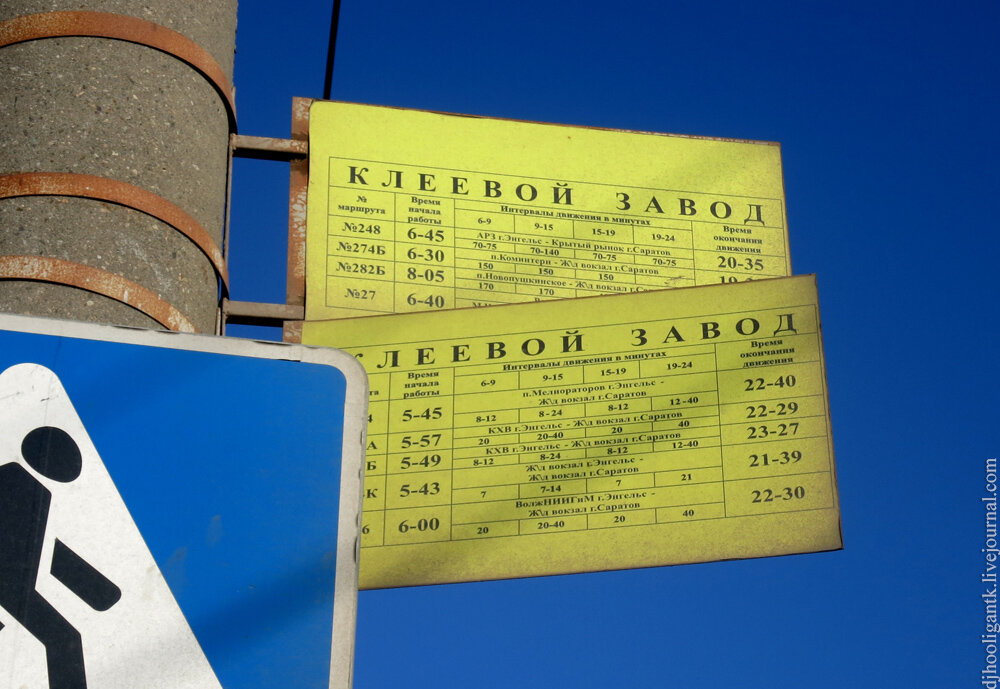 КЛЕЕВОЙ ЗАВОД
№ маршрута Время начала работы Интервалы движения в минутах Время окончания движения
6-9 9-15 15-19 19-24
№248 6-45 АРЗ г.Энгельс - Крытый рынок г.Саратов 20-35
70-75 70-140 70-75 70-75
№274Б 6-30 п.Коминтерн - Ж\д вокзал г.Саратов
150 150 150
№282Б 8-05 п.Новопушкинское - Ж\д вокзал г.Саратов
170 170
№27 6-40
КЛЕЕВОЙ ЗАВОД
Время начала работы Интервалы движения в минутах Время окончания движения
6-9 9-15 15-19 19-24
5-45 п.Мелиораторов г.Энгельс - Ж\д вокзал г.Саратов 22-40
8-12 8-24 8-12 12-40
А 5-57 КХВ г.Энгельс - Ж\д вокзал г.Саратов 22-29
20 20-40 20 40
Б 5-49 КХВ г.Энгельс - Ж\д вокзал г.Саратов 23-27
8-12 8-24 8-12 12-40
К 5-43 Ж\д вокзал г.Энгельс - Ж\д вокзал г.Саратов 21-39
7 7-14 7 21
6 6-00 ВолжНИИГиМ г.Энгельс - Ж\д вокзал г.Саратов 22-30
20 20-40 20 40
djhooligantk.livejournal.com